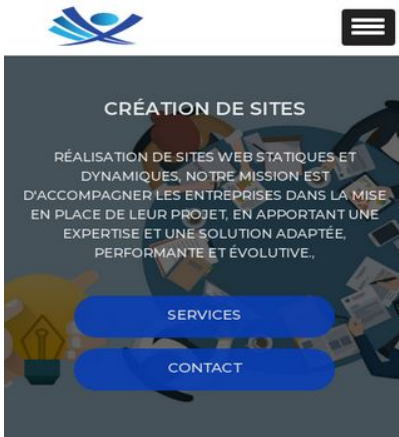 CRÉATION DE SITES
RÉALISATION DE SITES WEB STATIQUES ET
DYNAMIQUES, NOTRE MISSION EST
D'ACCOMPAGNER LES ENTREPRISES DANS LA MISE
EN PLACE DE LEUR PROJET, EN APPORTANT UNE
EXPERTISE ET UNE SOLUTION ADAPTÉE,
PERFORMANTE ET ÉVOLUTIVE.,
SERVICES
CONTACT